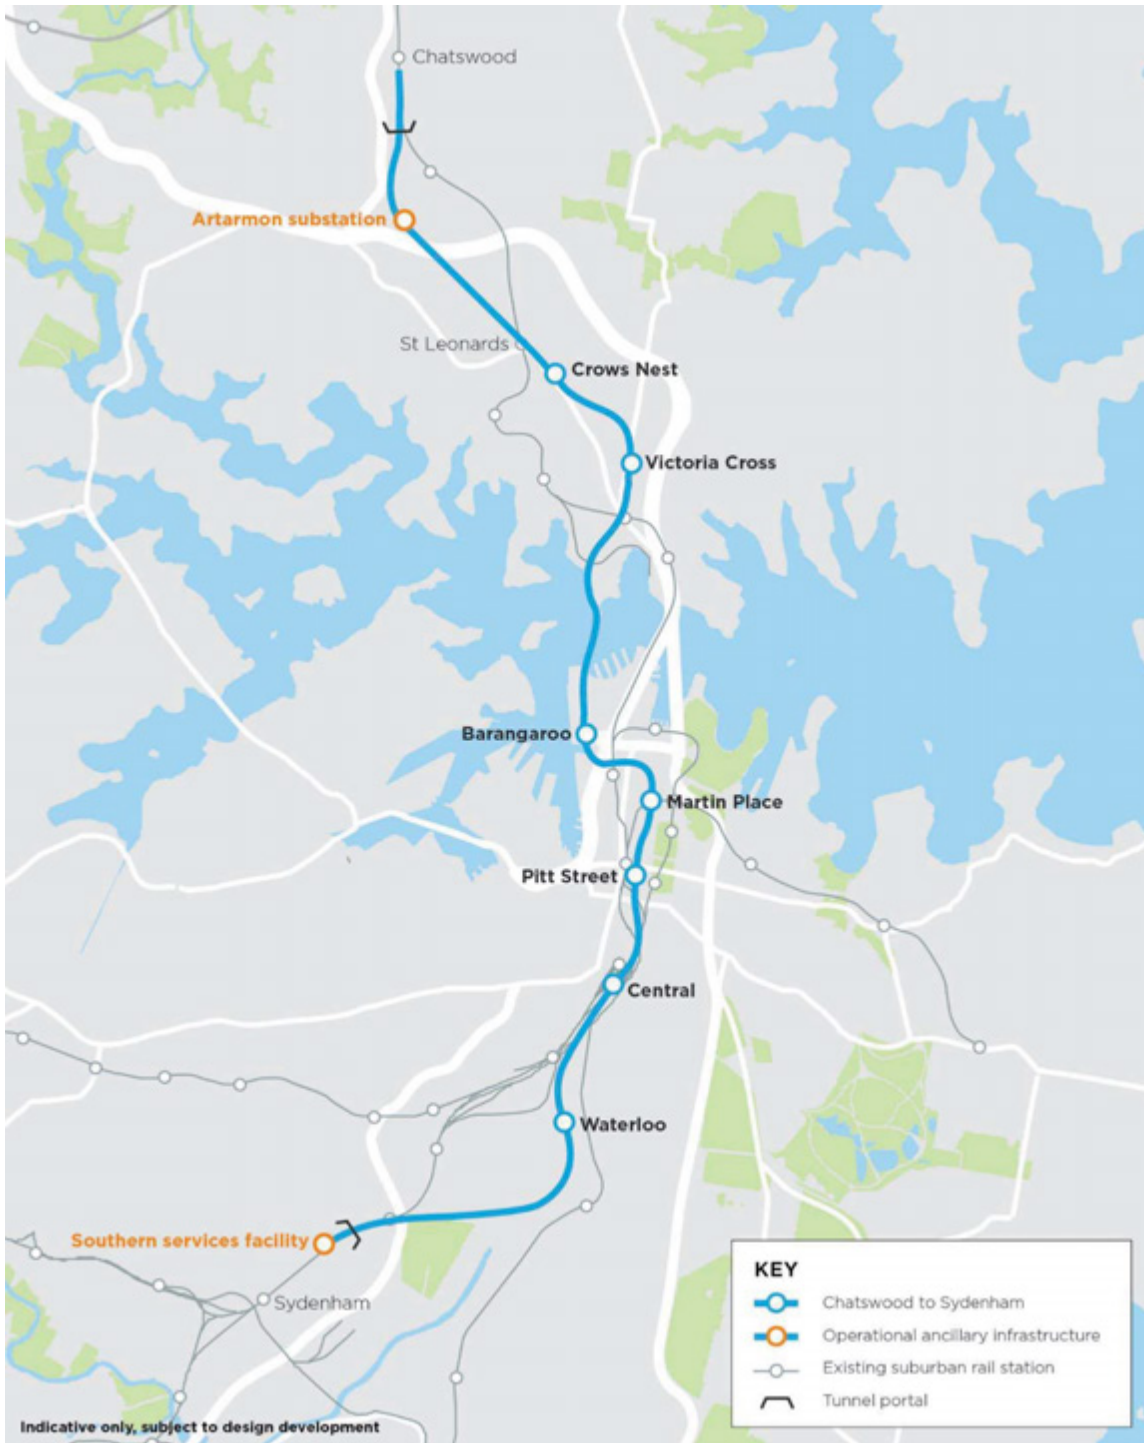 Chatswood
Artarmon substation
St Leonards
Crows Nest
Victoria Cross
Barangaroo
Martin Place
Pitt Street
Central
Waterloo
Southern services facility
Sydenham
KEY
Chatswood to Sydenham
Operational ancillary infrastructure
Existing suburban rail station
Tunnel portal
Indicative only, subject to design development